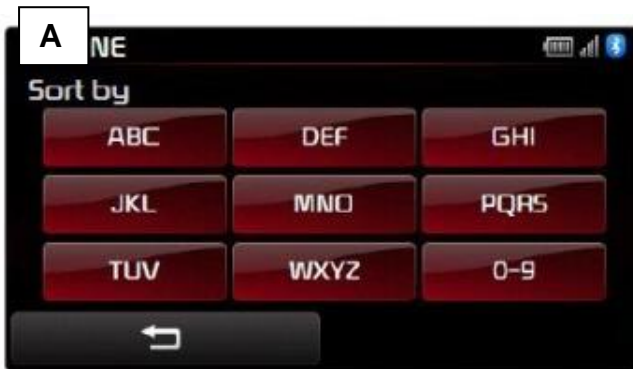 A
NE
Sort by
ABC DEF GHI
JKL MNO PQRS
TUV WXYZ 0-9